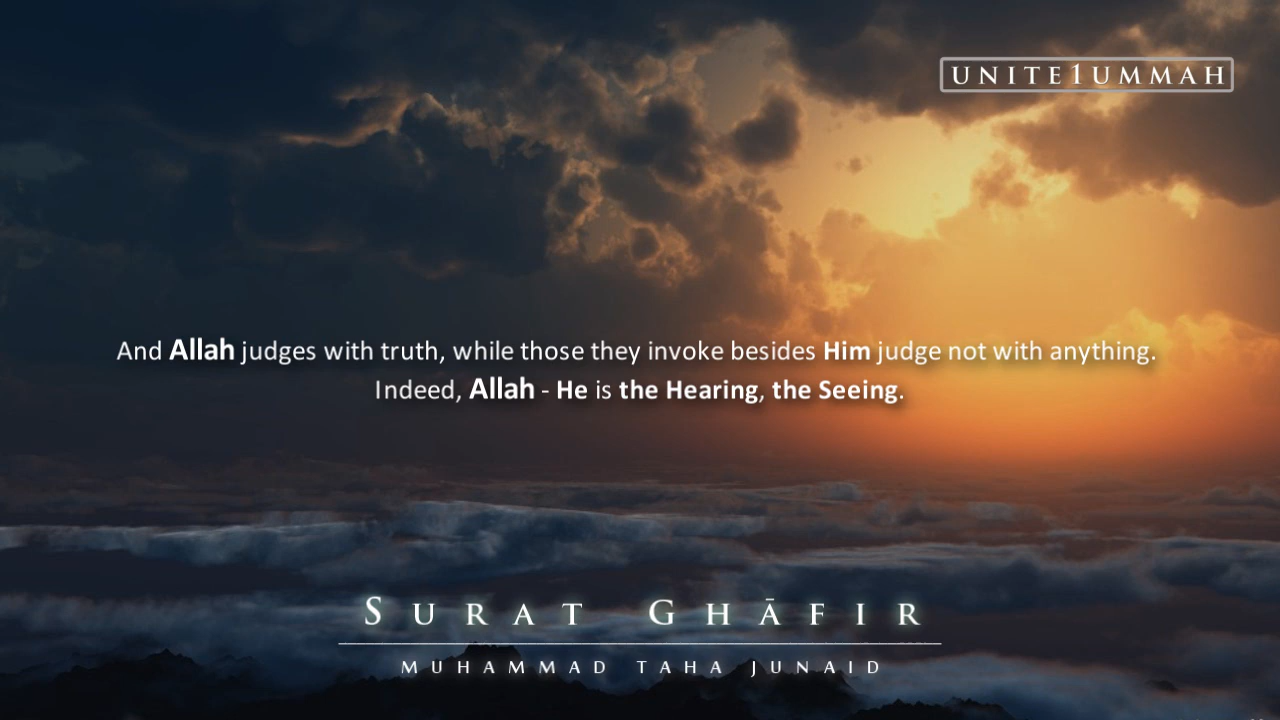 UNITE1UMMAH
And Allah judges with truth, while those they invoke besides Him judge not with anything.
Indeed, Allah - He is the Hearing, the Seeing.
SURAT GHĀFIR
MUHAMMAD TAHA JUNAID